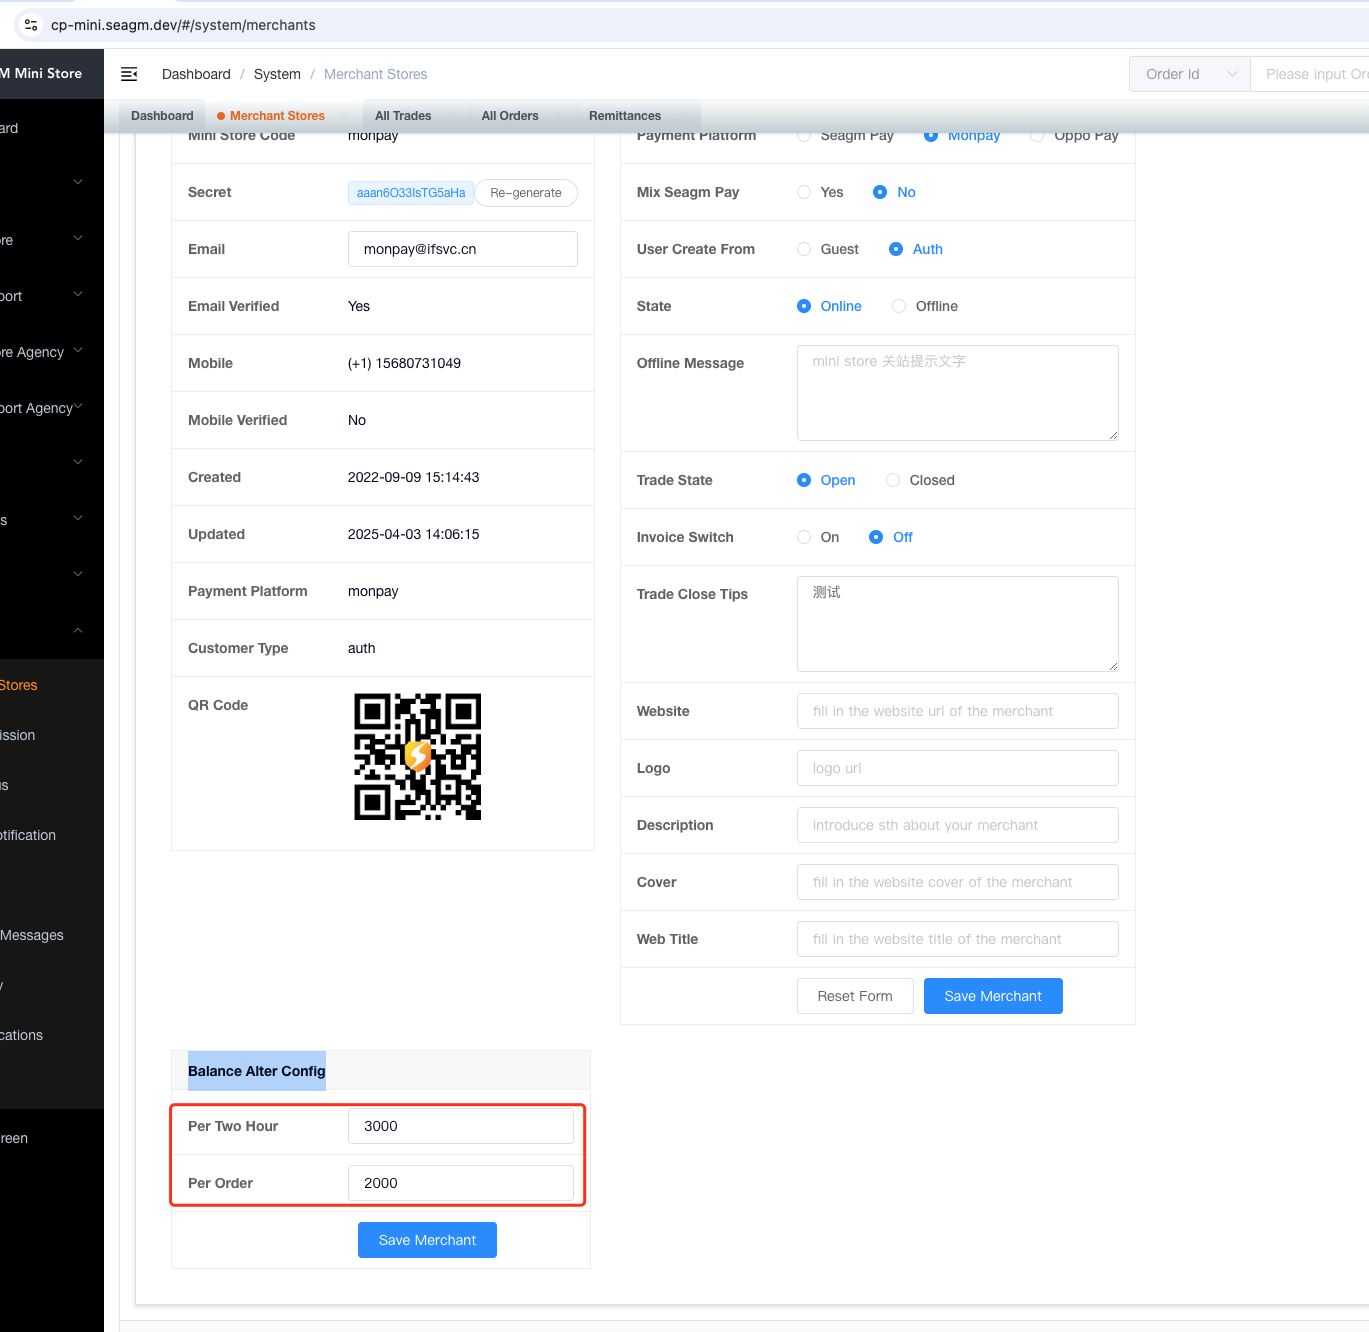 cp-mini.seagm.dev/#/system/merchants
M Mini Store
Dashboard / System / Merchant Stores
Order Id
Please input Or
Dashboard
Merchant Stores
All Trades
All Orders
Remittances
ard
re
port
re Agency
port Agency
s
Stores
ission
us
otification
Messages
y
cations
reen
Mini Store Code monpay
Secret aaan6O33IsTG5aHa Re-generate
Email monpay@ifsvc.cn
Email Verified Yes
Mobile (+1) 15680731049
Mobile Verified No
Created 2022-09-09 15:14:43
Updated 2025-04-03 14:06:15
Payment Platform monpay
Customer Type auth
QR Code
Payment Platform Seagm Pay Monpay Oppo Pay
Mix Seagm Pay Yes No
User Create From Guest Auth
State Online Offline
Offline Message mini store 关站提示文字
Trade State Open Closed
Invoice Switch On Off
Trade Close Tips 测试
Website fill in the website url of the merchant
Logo logo url
Description introduce sth about your merchant
Cover fill in the website cover of the merchant
Web Title fill in the website title of the merchant
Reset Form Save Merchant
Balance Alter Config
Per Two Hour 3000
Per Order 2000
Save Merchant